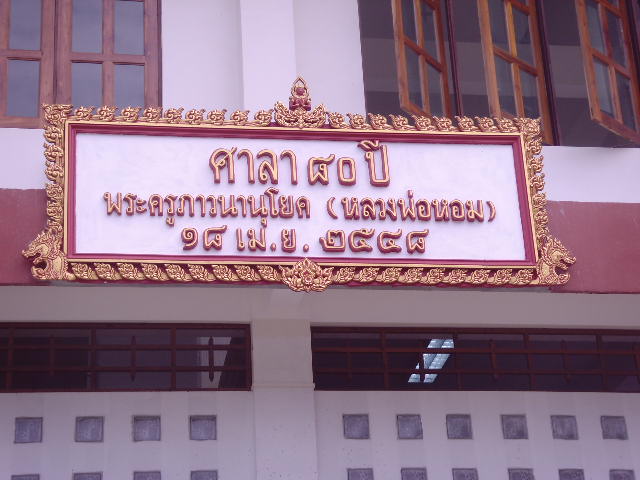 ศาลา ๘๐ ปี
พระครูภาวนานุโยค (หลวงพ่อหอม)
๑๘ เม.ย. ๒๕๔๘